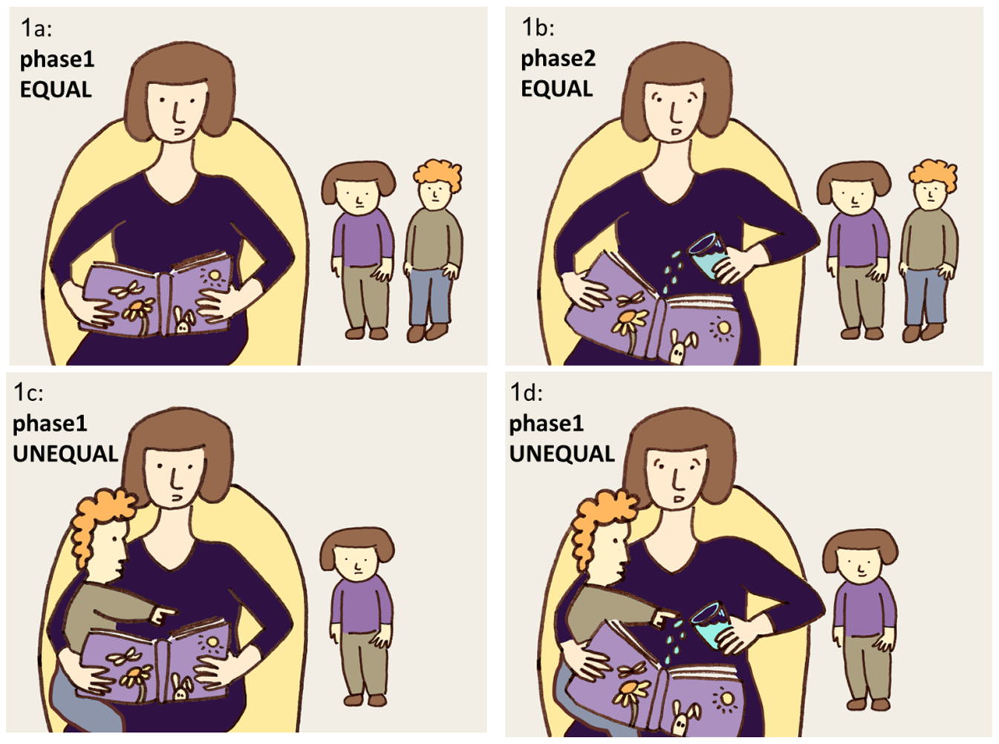 1a:
phase1
EQUAL
1b:
phase2
EQUAL
1c:
phase1
UNEQUAL
1d:
phase1
UNEQUAL